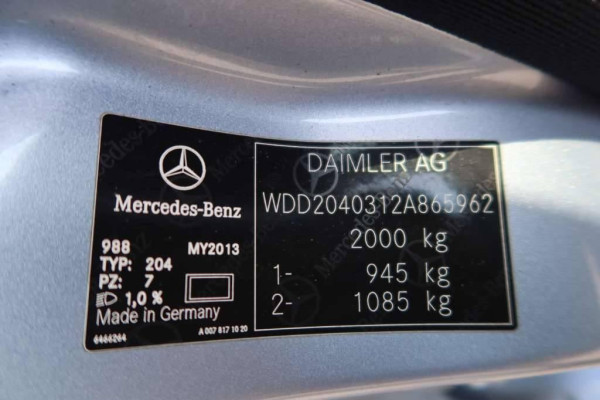 Mercedes-Benz
988 MY2013
TYP: 204
PZ: 7
1,0 %
Made in Germany
A 007 817 10 20
DAIMLER AG
WDD2040312A865962
2000 kg
1- 945 kg
2- 1085 kg